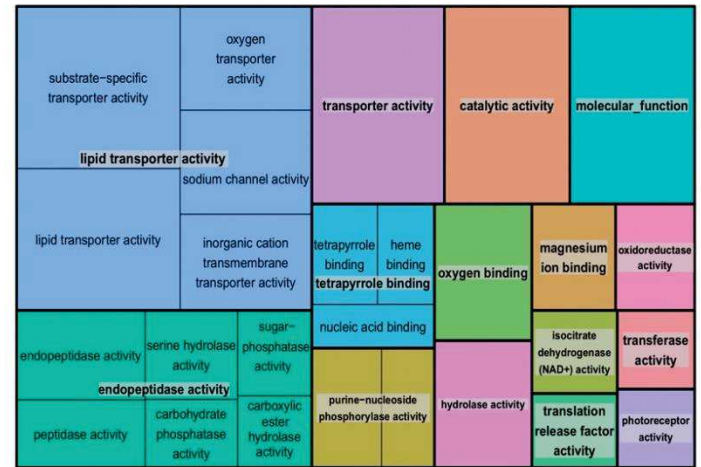 substrate−specific
transporter activity
oxygen
transporter
activity
lipid transporter activity
sodium channel activity
lipid transporter activity
inorganic cation
transmembrane
transporter activity
transporter activity
catalytic activity
molecular_function
tetrapyrrole
binding
heme
binding
tetrapyrrole binding
nucleic acid binding
oxygen binding
magnesium
ion binding
oxidoreductase
activity
endopeptidase activity
serine hydrolase
activity
sugar−
phosphatase
activity
endopeptidase activity
peptidase activity
carbohydrate
phosphatase
activity
carboxylic
ester
hydrolase
activity
purine−nucleoside
phosphorylase activity
hydrolase activity
isocitrate
dehydrogenase
(NAD+) activity
transferase
activity
translation
release factor
activity
photoreceptor
activity